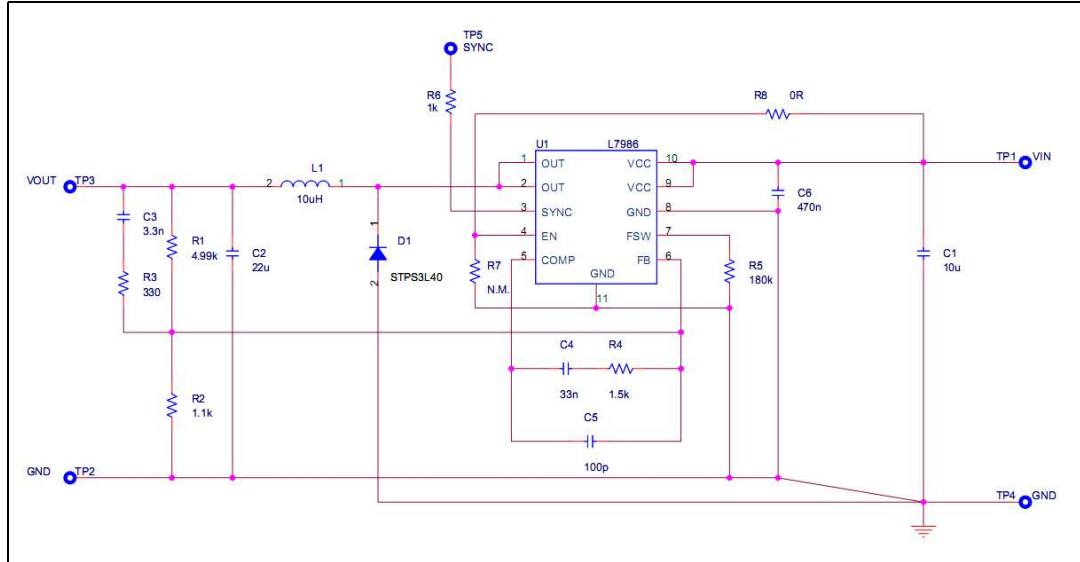 TP5
SYNC
R6
1k
R8 0R
U1 L7986
1 OUT VCC 10
2 OUT VCC 9
3 SYNC GND 8
4 EN FSW 7
5 COMP FB 6
GND
11
TP1 VIN
VOUT TP3
2 L1 1
10uH
C3
3.3n
R1
4.99k
C2
22u
R3
330
1
D1
2
STPS3L40
R7
N.M.
R5
180k
C6
470n
C1
10u
C4 R4
33n 1.5k
C5
100p
R2
1.1k
GND TP2
TP4 GND